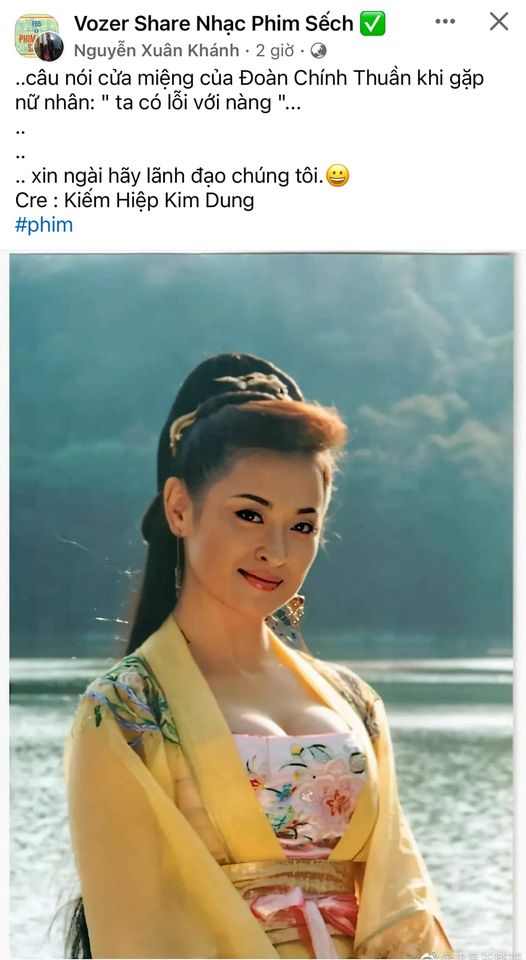 Vozer Share Nhạc Phim Sếch ✅
Nguyễn Xuân Khánh · 2 giờ ·
..câu nói cửa miệng của Đoàn Chính Thuần khi gặp
nữ nhân: " ta có lỗi với nàng "...
..
..
.. xin ngài hãy lãnh đạo chúng tôi.😀
Cre : Kiếm Hiệp Kim Dung
#phim